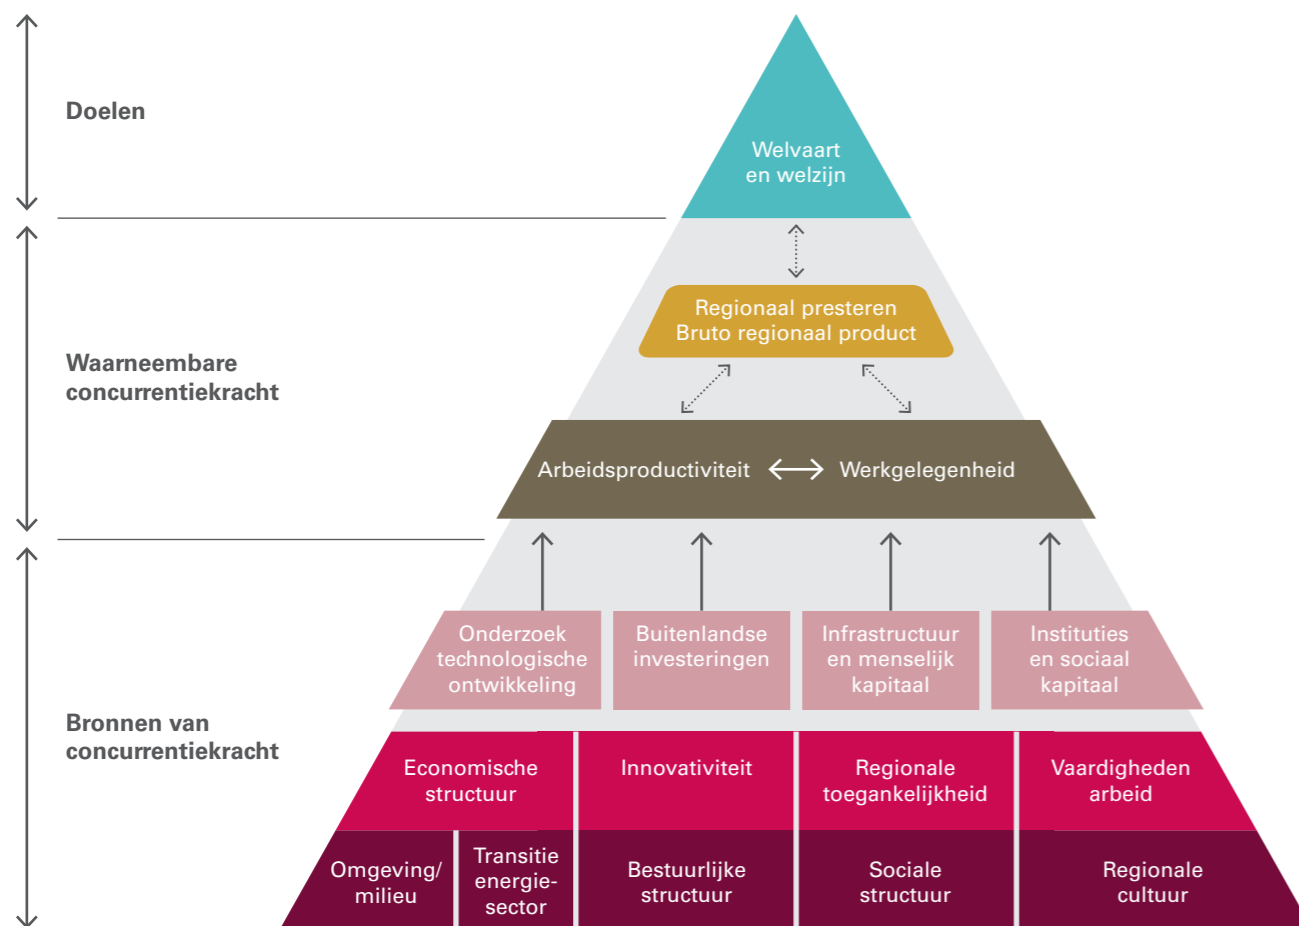 Doelen
Welvaart
en welzijn
Waarneembare
concurrentiekracht
Regionaal presteren
Bruto regionaal product
Arbeidsproductiviteit
Werkgelegenheid
Bronnen van
concurrentiekracht
Onderzoek
technologische
ontwikkeling
Buitenlandse
investeringen
Infrastructuur
en menselijk
kapitaal
Instituties
en sociaal
kapitaal
Economische
structuur
Innovativiteit
Regionale
toegankelijkheid
Vaardigheden
arbeid
Omgeving/
milieu
Transitie
energie-
sector
Bestuurlijke
structuur
Sociale
structuur
Regionale
cultuur